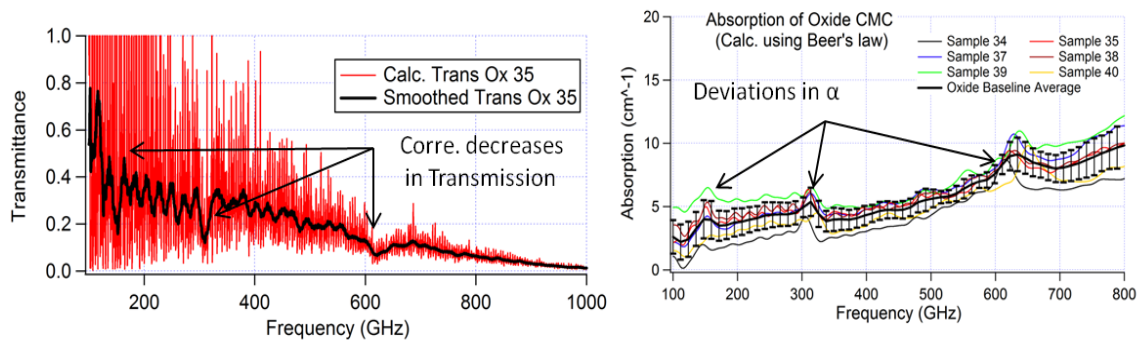 1.0
0.8
0.6
0.4
0.2
0.0
Transmittance
200
400
600
800
1000
Frequency (GHz)
Calc. Trans Ox 35
Smoothed Trans Ox 35
Corre. decreases
in Transmission
20
15
10
5
0
Absorption (cm^-1)
Absorption of Oxide CMC
(Calc. using Beer's law)
Sample 34
Sample 35
Sample 37
Sample 38
Sample 39
Sample 40
Oxide Baseline Average
Deviations in α
100
200
300
400
500
600
700
800
Frequency (GHz)